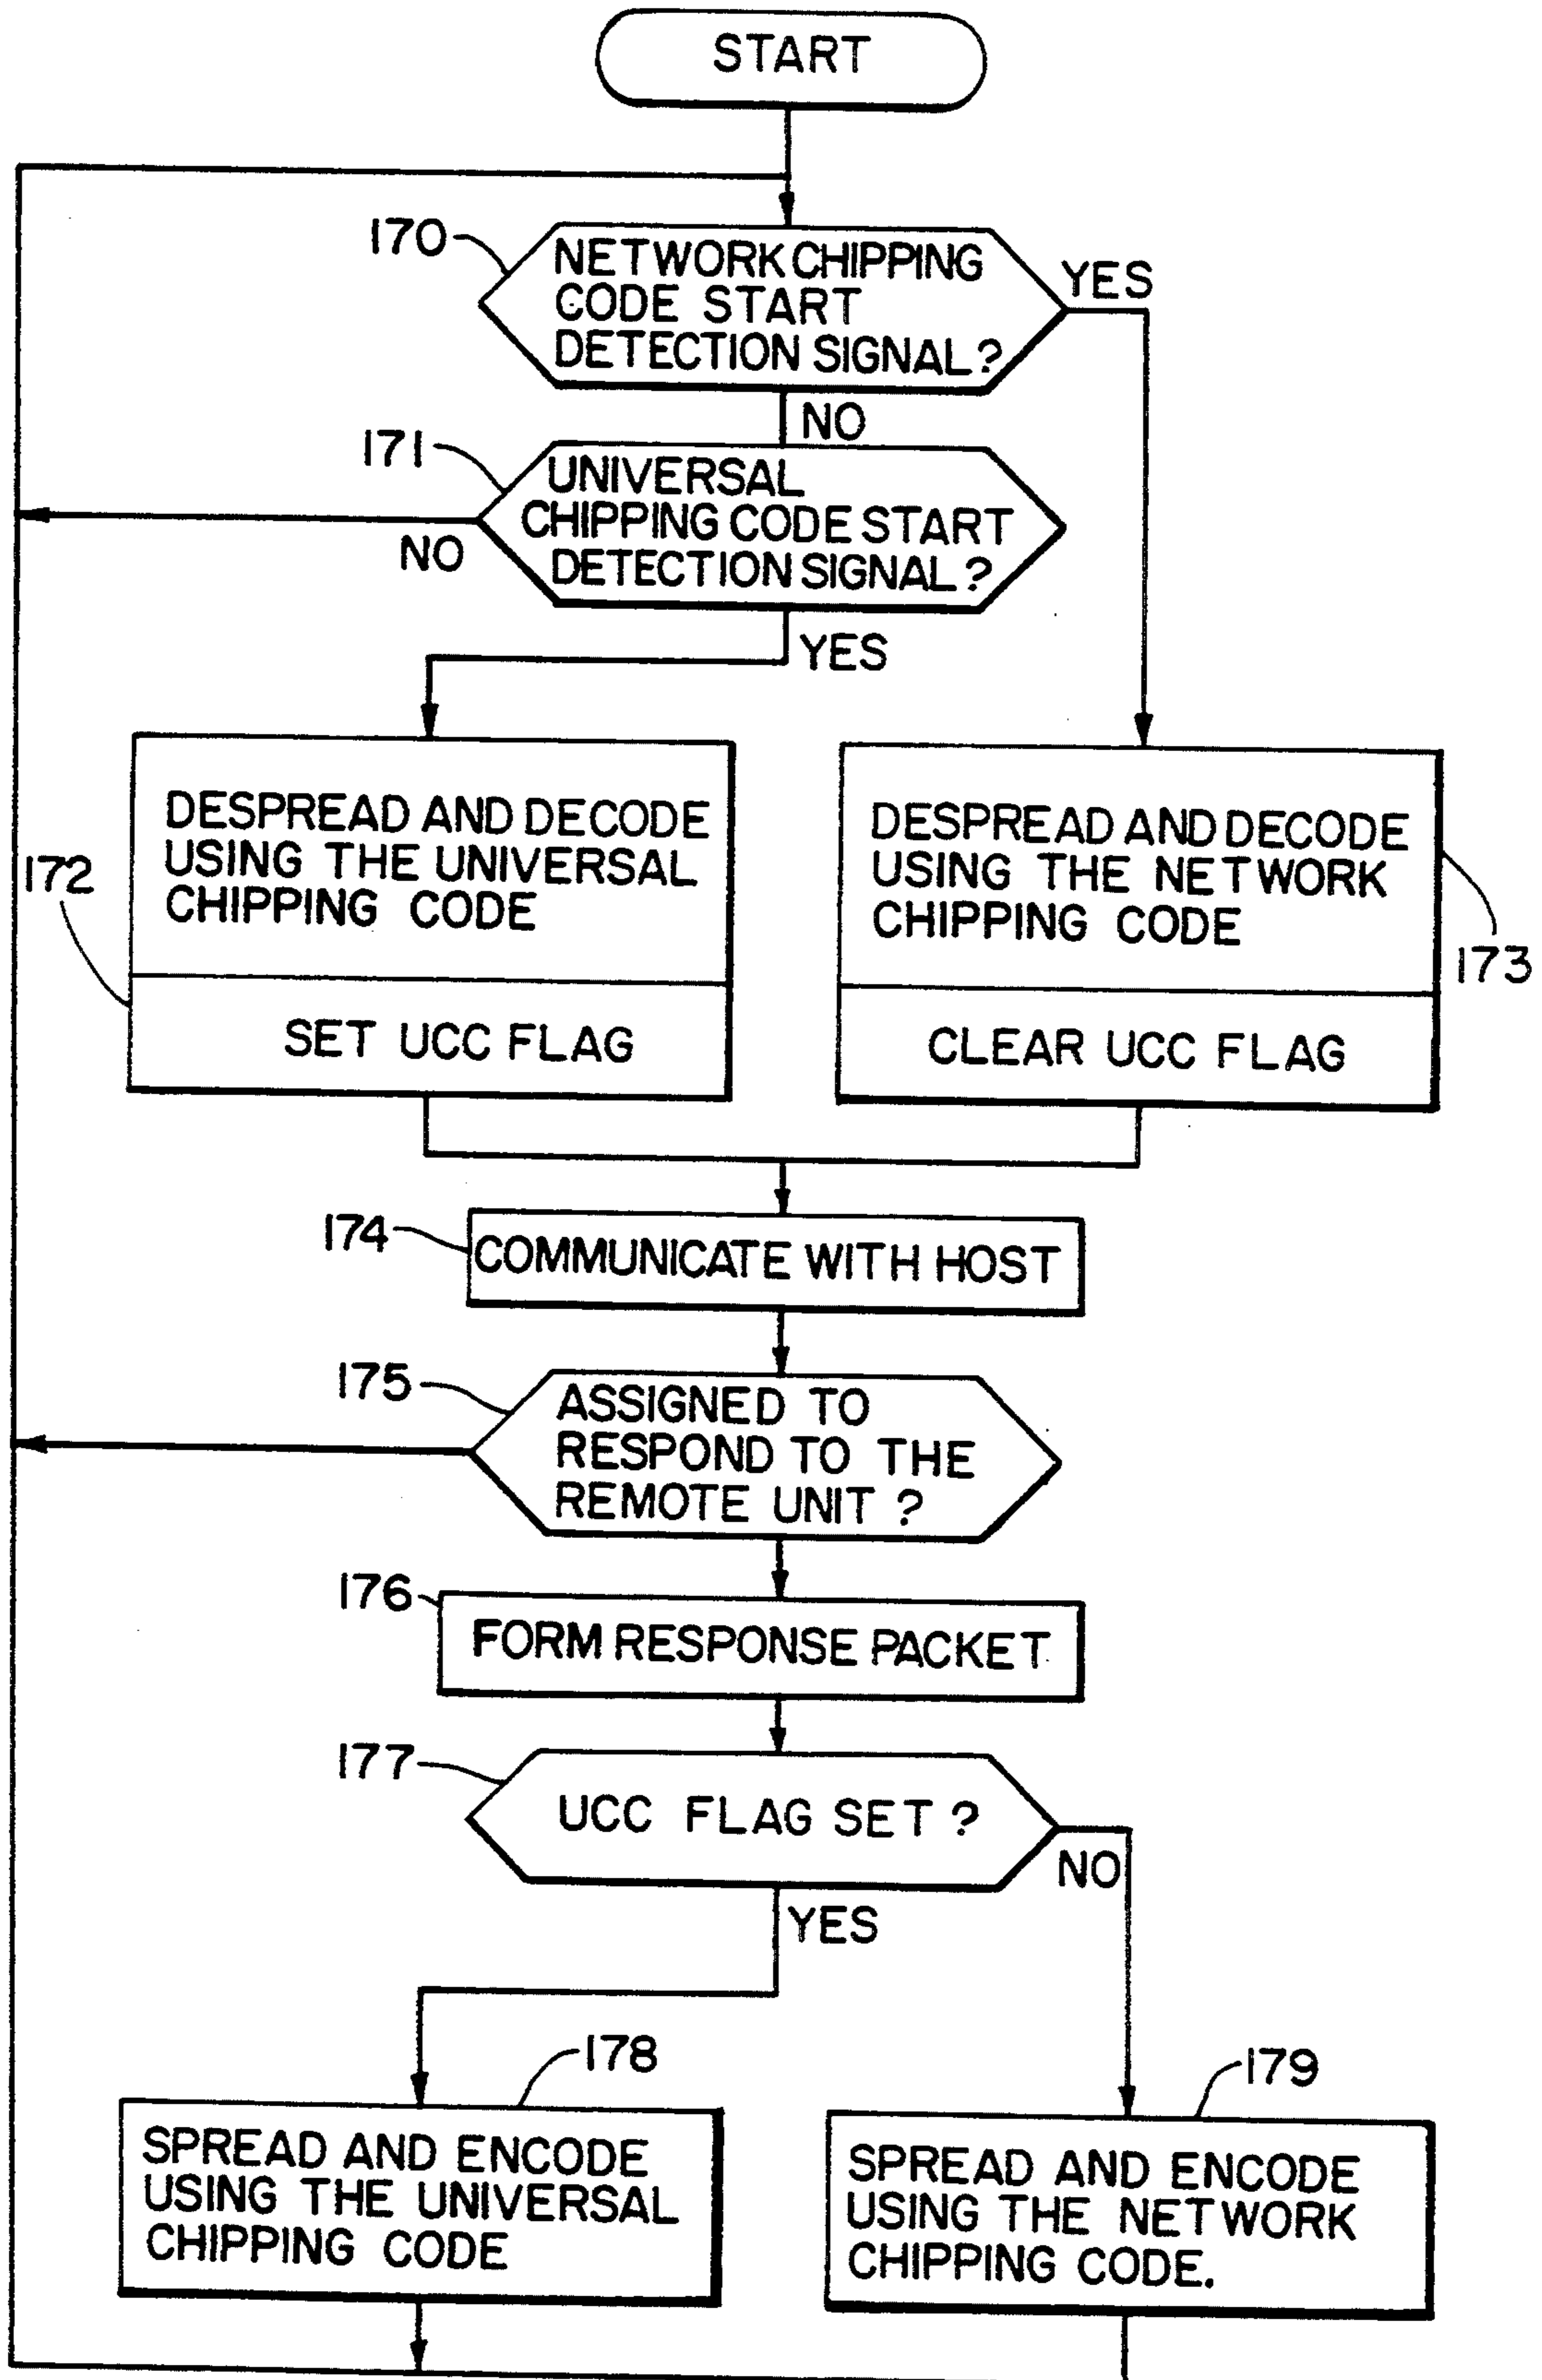 START
170
NETWORK CHIPPING
CODE START
DETECTION SIGNAL?
YES
NO
171
UNIVERSAL
CHIPPING CODE START
DETECTION SIGNAL?
NO
YES
DESPREAD AND DECODE
USING THE UNIVERSAL
CHIPPING CODE
172
SET UCC FLAG
DESPREAD AND DECODE
USING THE NETWORK
CHIPPING CODE
173
CLEAR UCC FLAG
174
COMMUNICATE WITH HOST
175
ASSIGNED TO
RESPOND TO THE
REMOTE UNIT ?
176
FORM RESPONSE PACKET
177
UCC FLAG SET ?
NO
YES
178
SPREAD AND ENCODE
USING THE UNIVERSAL
CHIPPING CODE
179
SPREAD AND ENCODE
USING THE NETWORK
CHIPPING CODE.